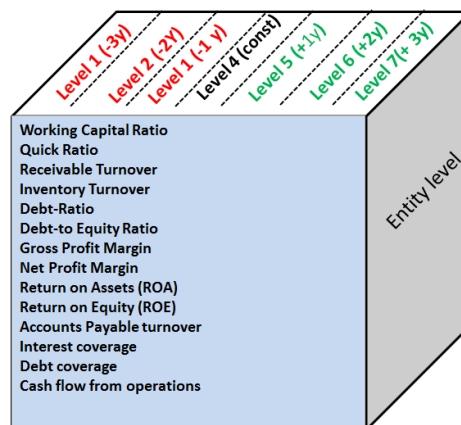 Level 1 (-3y)
Level 2 (-2Y)
Level 1 (-1 y)
Level 4 (const)
Level 5 (+1y)
Level 6 (+2y)
Level 7(+ 3y)
Working Capital Ratio
Quick Ratio
Receivable Turnover
Inventory Turnover
Debt-Ratio
Debt-to Equity Ratio
Gross Profit Margin
Net Profit Margin
Return on Assets (ROA)
Return on Equity (ROE)
Accounts Payable turnover
Interest coverage
Debt coverage
Cash flow from operations
Entity level